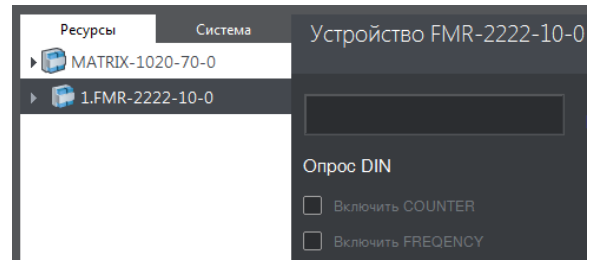 Ресурсы Система
MATRIX-1020-70-0
1.FMR-2222-10-0
Устройство FMR-2222-10-0
Опрос DIN
Включить COUNTER
Включить FREQENCY